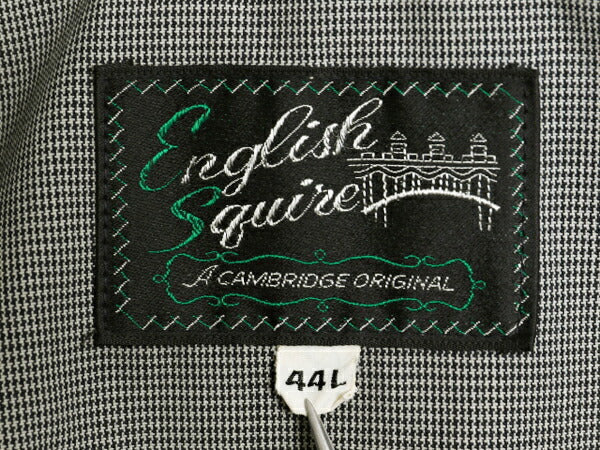 English
Squire
A CAMBRIDGE ORIGINAL
44L